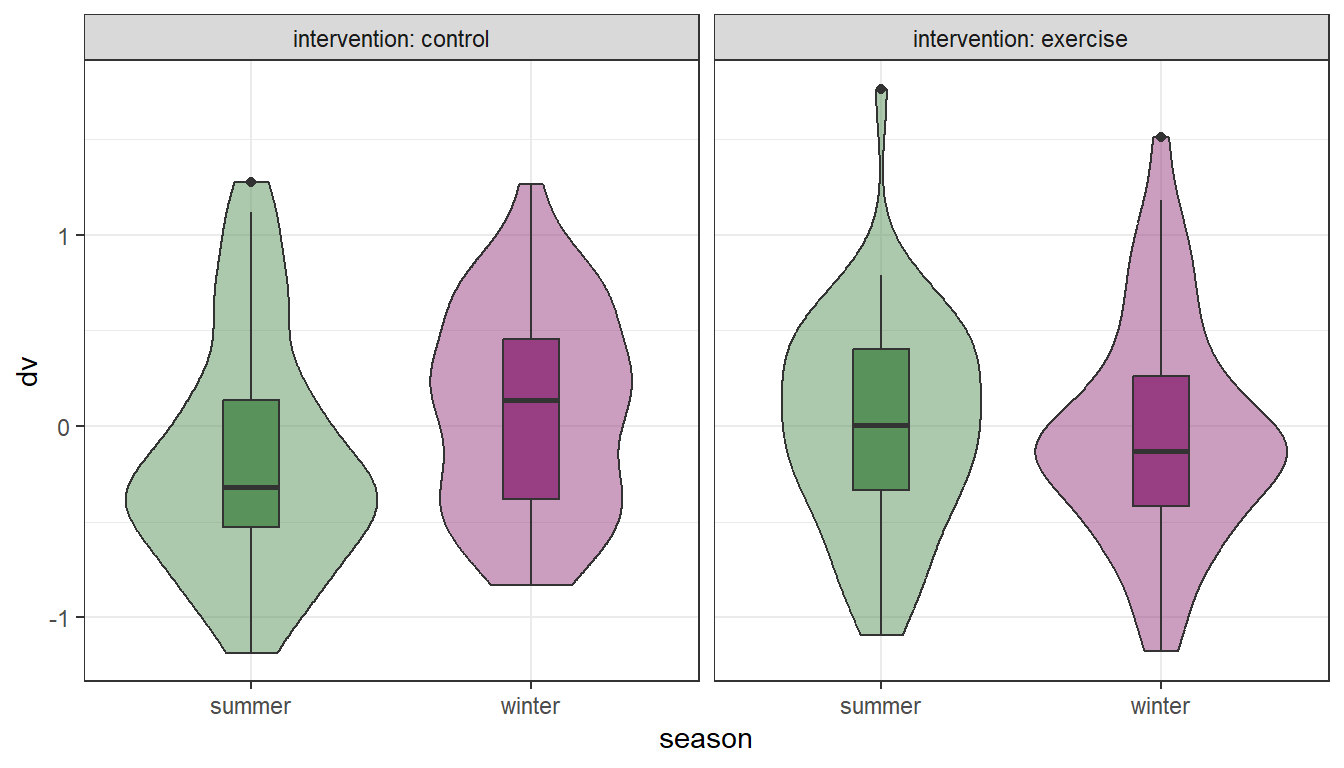 intervention: control
intervention: exercise
dv
1
0
-1
summer
winter
summer
winter
season